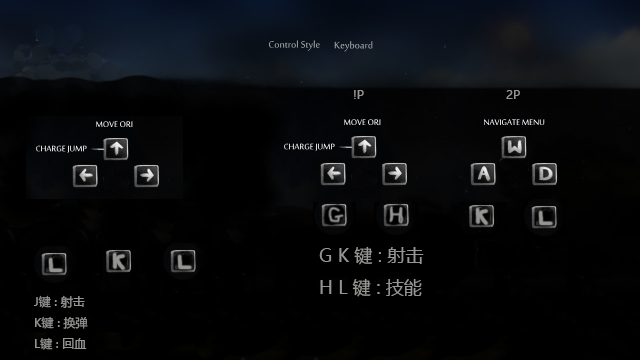 Control Style Keyboard
!P 2P
MOVE ORI MOVE ORI NAVIGATE MENU
CHARGE JUMP ↑ CHARGE JUMP ↑ W
← → ← → A D
G H K L
L K L
G K 键 : 射击
H L 键 : 技能
J键 : 射击
K键 : 换弹
L键 : 回血